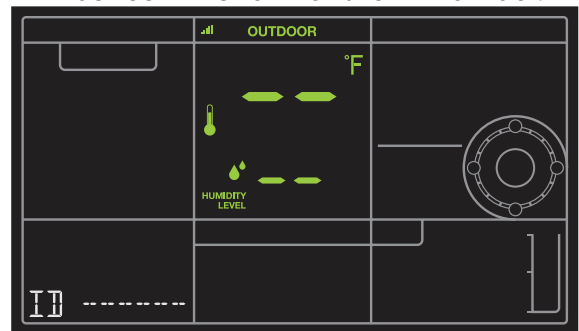 OUTDOOR
°F
-- --
HUMIDITY
LEVEL
-- --
ID --------